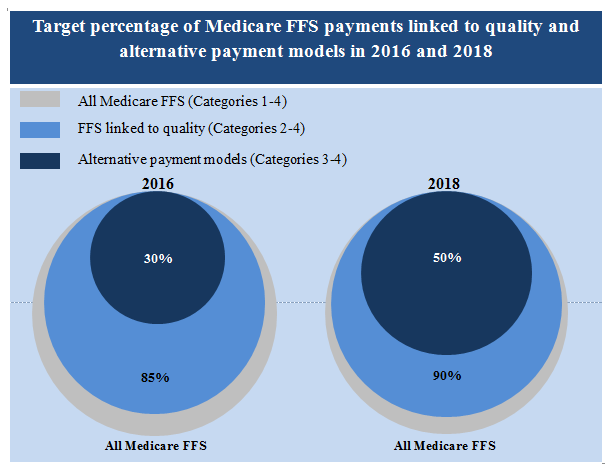 Target percentage of Medicare FFS payments linked to quality and
alternative payment models in 2016 and 2018
All Medicare FFS (Categories 1-4)
FFS linked to quality (Categories 2-4)
Alternative payment models (Categories 3-4)
2016
2018
30%
50%
85%
90%
All Medicare FFS
All Medicare FFS